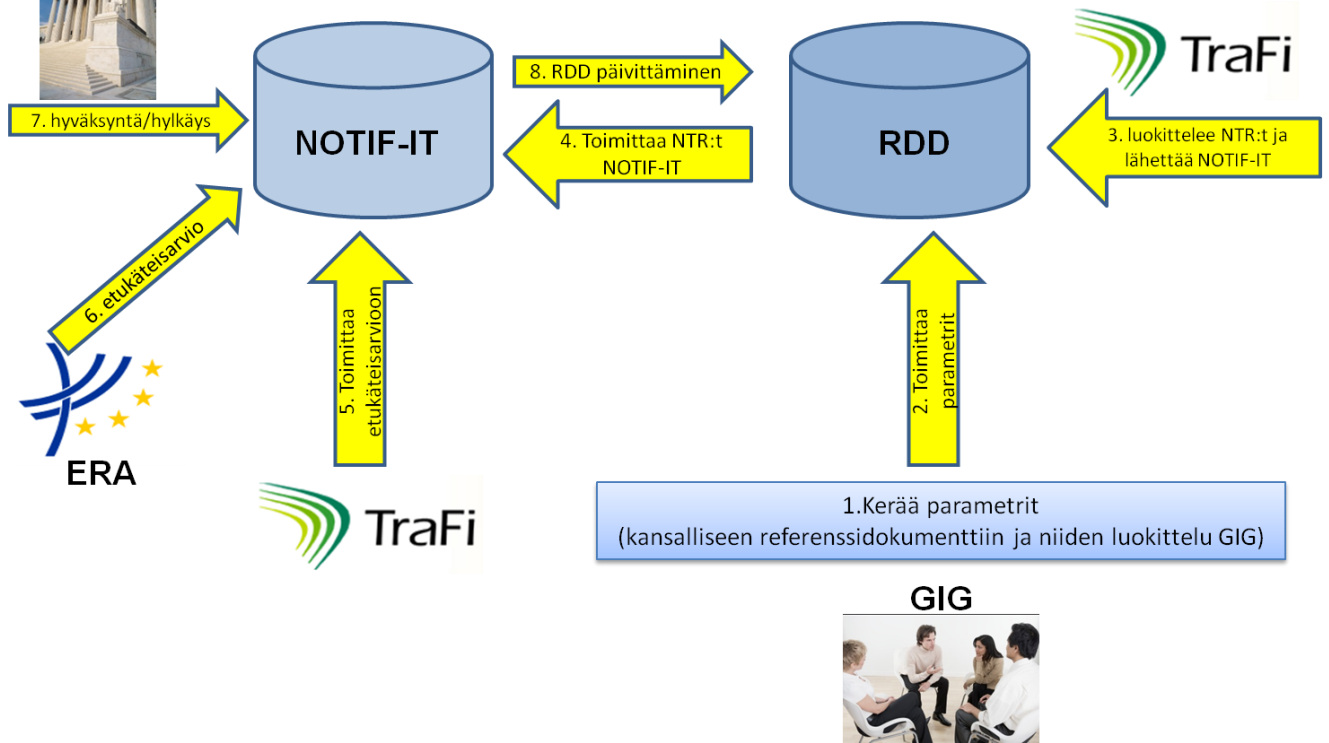 TraFi
8. RDD päivittäminen
7. hyväksyntä/hylkäys
NOTIF-IT
4. Toimittaa NTR:t
NOTIF-IT
RDD
3. luokittelee NTR:t ja
lähettää NOTIF-IT
6. etukäteisarvio
5. Toimittaa
etukäteisarvioon
2. Toimittaa
parametrit
ERA
TraFi
1.Kerää parametrit
(kansalliseen referenssidokumenttiin ja niiden luokittelu GIG)
GIG